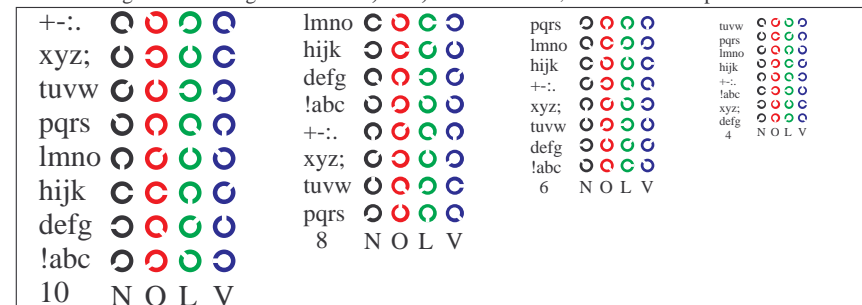 +-:.
xyz;
tuvw
pqrs
lmno
hijk
defg
!abc
10 N O L V
lmno
hijk
defg
!abc
+-:.
xyz;
tuvw
pqrs
8 N O L V
pqrs
lmno
hijk
+-:.
xyz;
tuvw
defg
!abc
6 N O L V
tuvw
pqrs
lmno
hijk
+-:.
!abc
xyz;
defg
4 N O L V